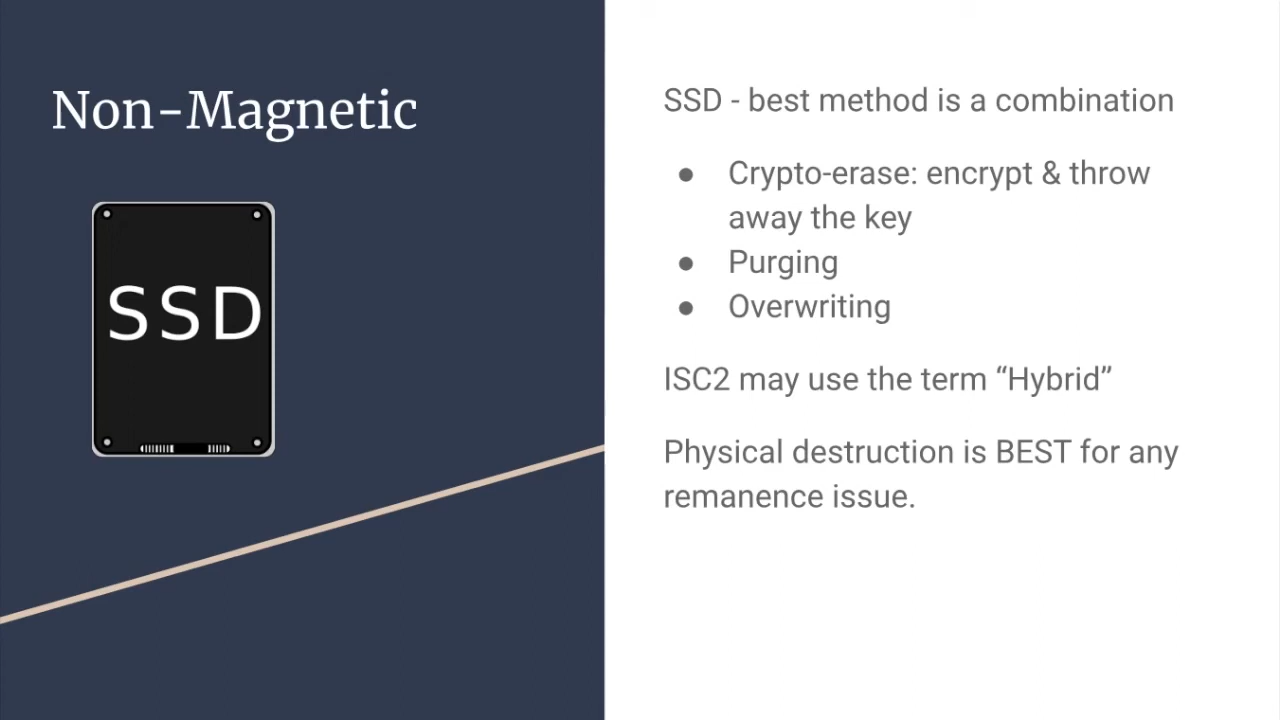 Non-Magnetic
SSD
SSD - best method is a combination
● Crypto-erase: encrypt & throw
away the key
● Purging
● Overwriting
ISC2 may use the term “Hybrid”
Physical destruction is BEST for any
remanence issue.